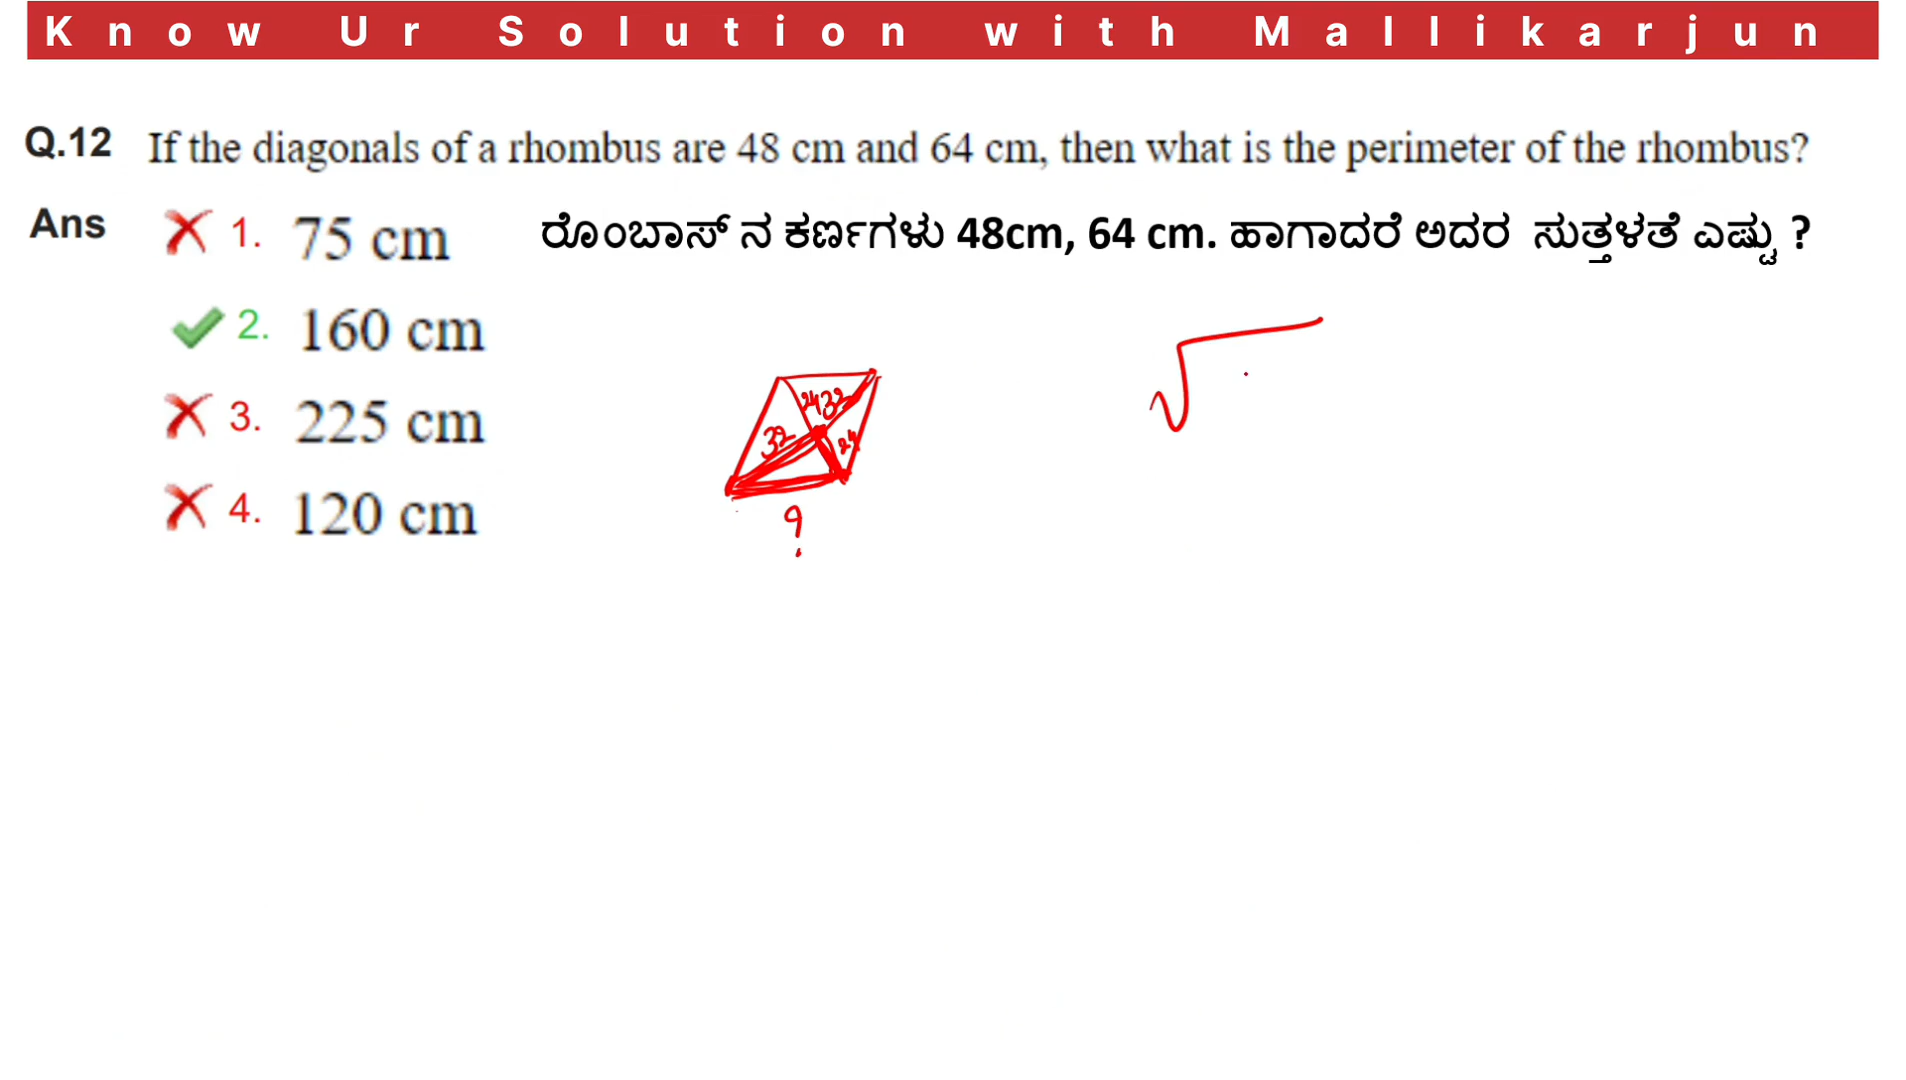 Know Ur Solution with Mallikarjun
Q.12 If the diagonals of a rhombus are 48 cm and 64 cm, then what is the perimeter of the rhombus?
Ans 1. 75 cm
ರೊಂಬಾಸ್ ನ ಕರ್ಣಗಳು 48cm, 64 cm. ಹಾಗಾದರೆ ಅದರ ಸುತ್ತಳತೆ ಎಷ್ಟು ?
2. 160 cm
3. 225 cm
4. 120 cm
24 32
32 24
?
√